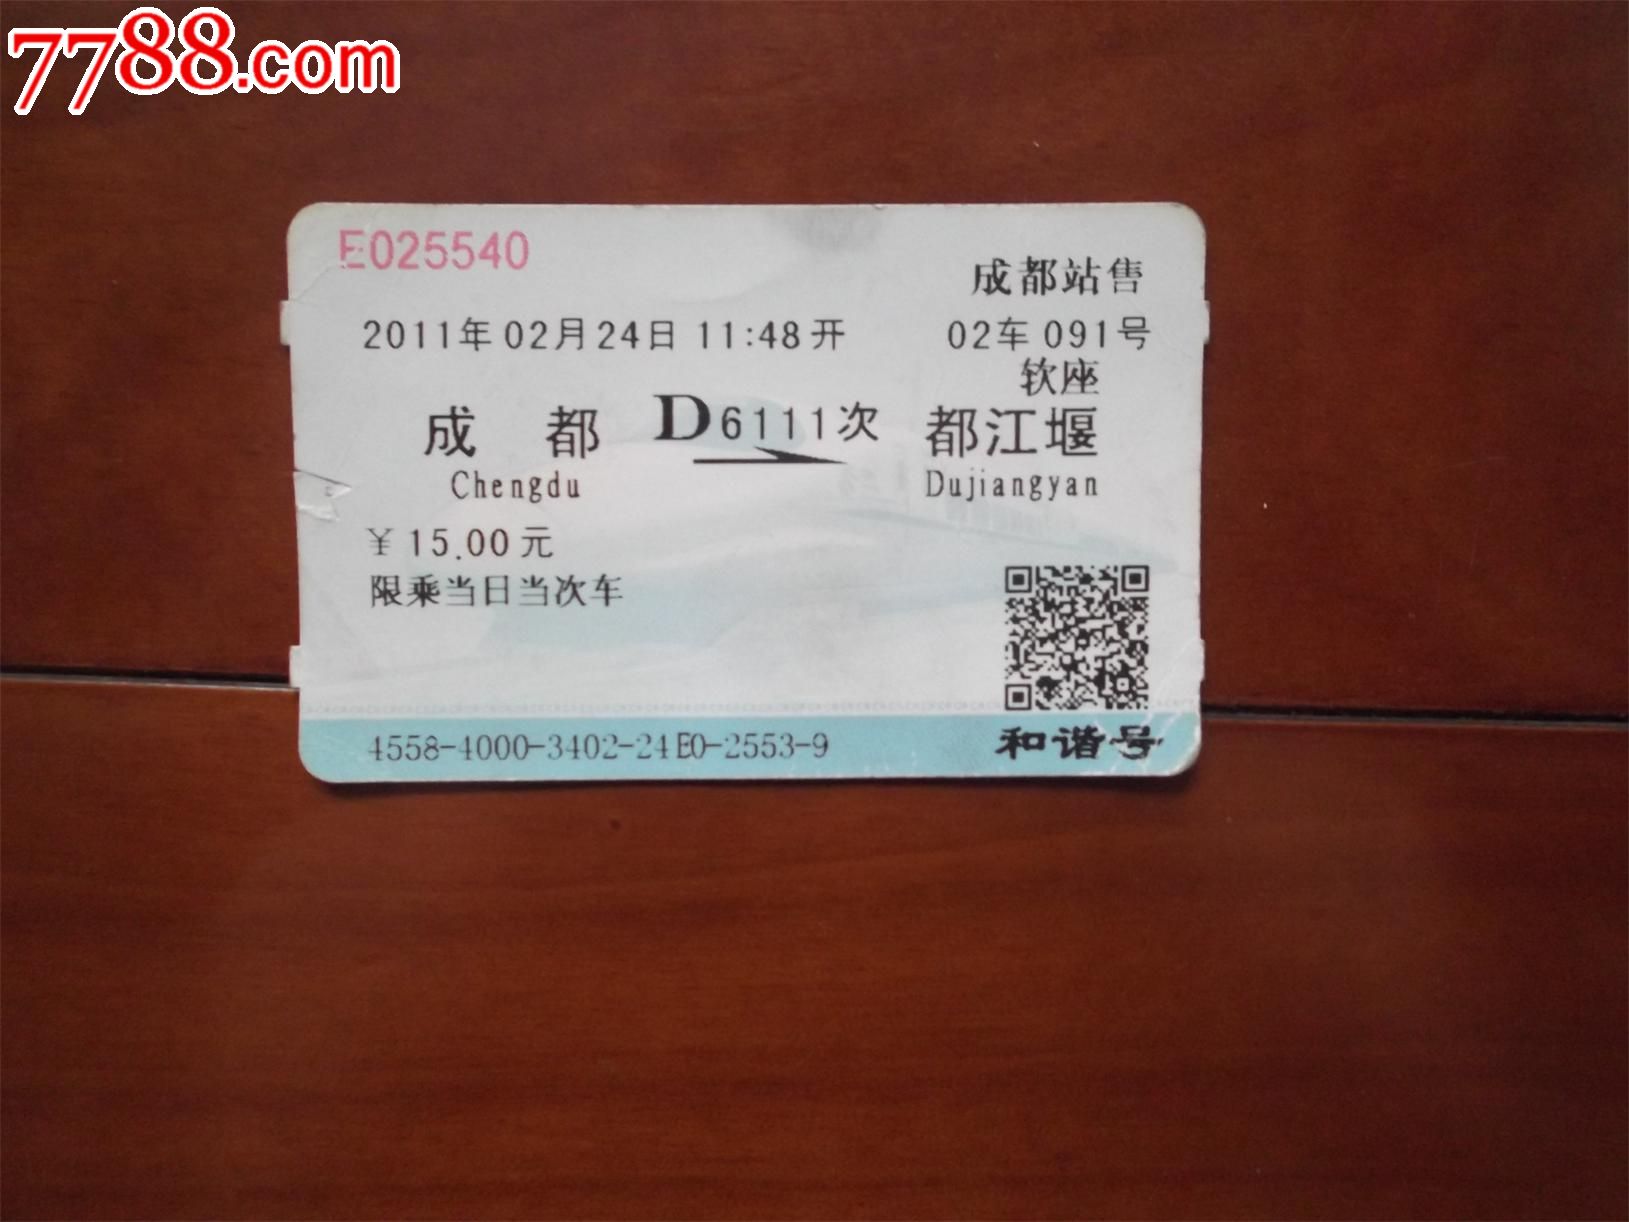 7788.com
E025540
成都站售
2011年02月24日 11:48开 02车091号
软座
成都 D6111次 都江堰
Chengdu Dujiangyan
￥15.00元
限乘当日当次车
4558-4000-3402-24E0-2553-9 和谐号